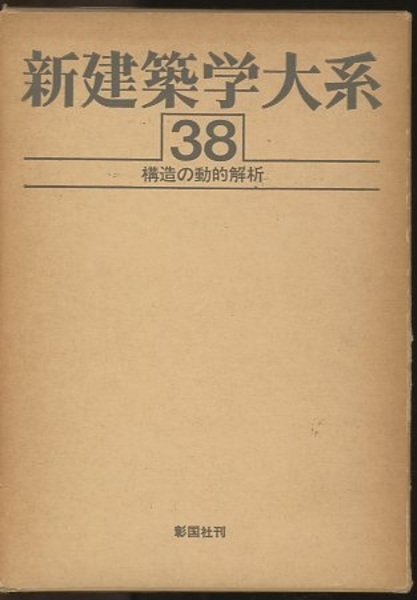 新建築学大系
38
構造の動的解析
彰国社刊